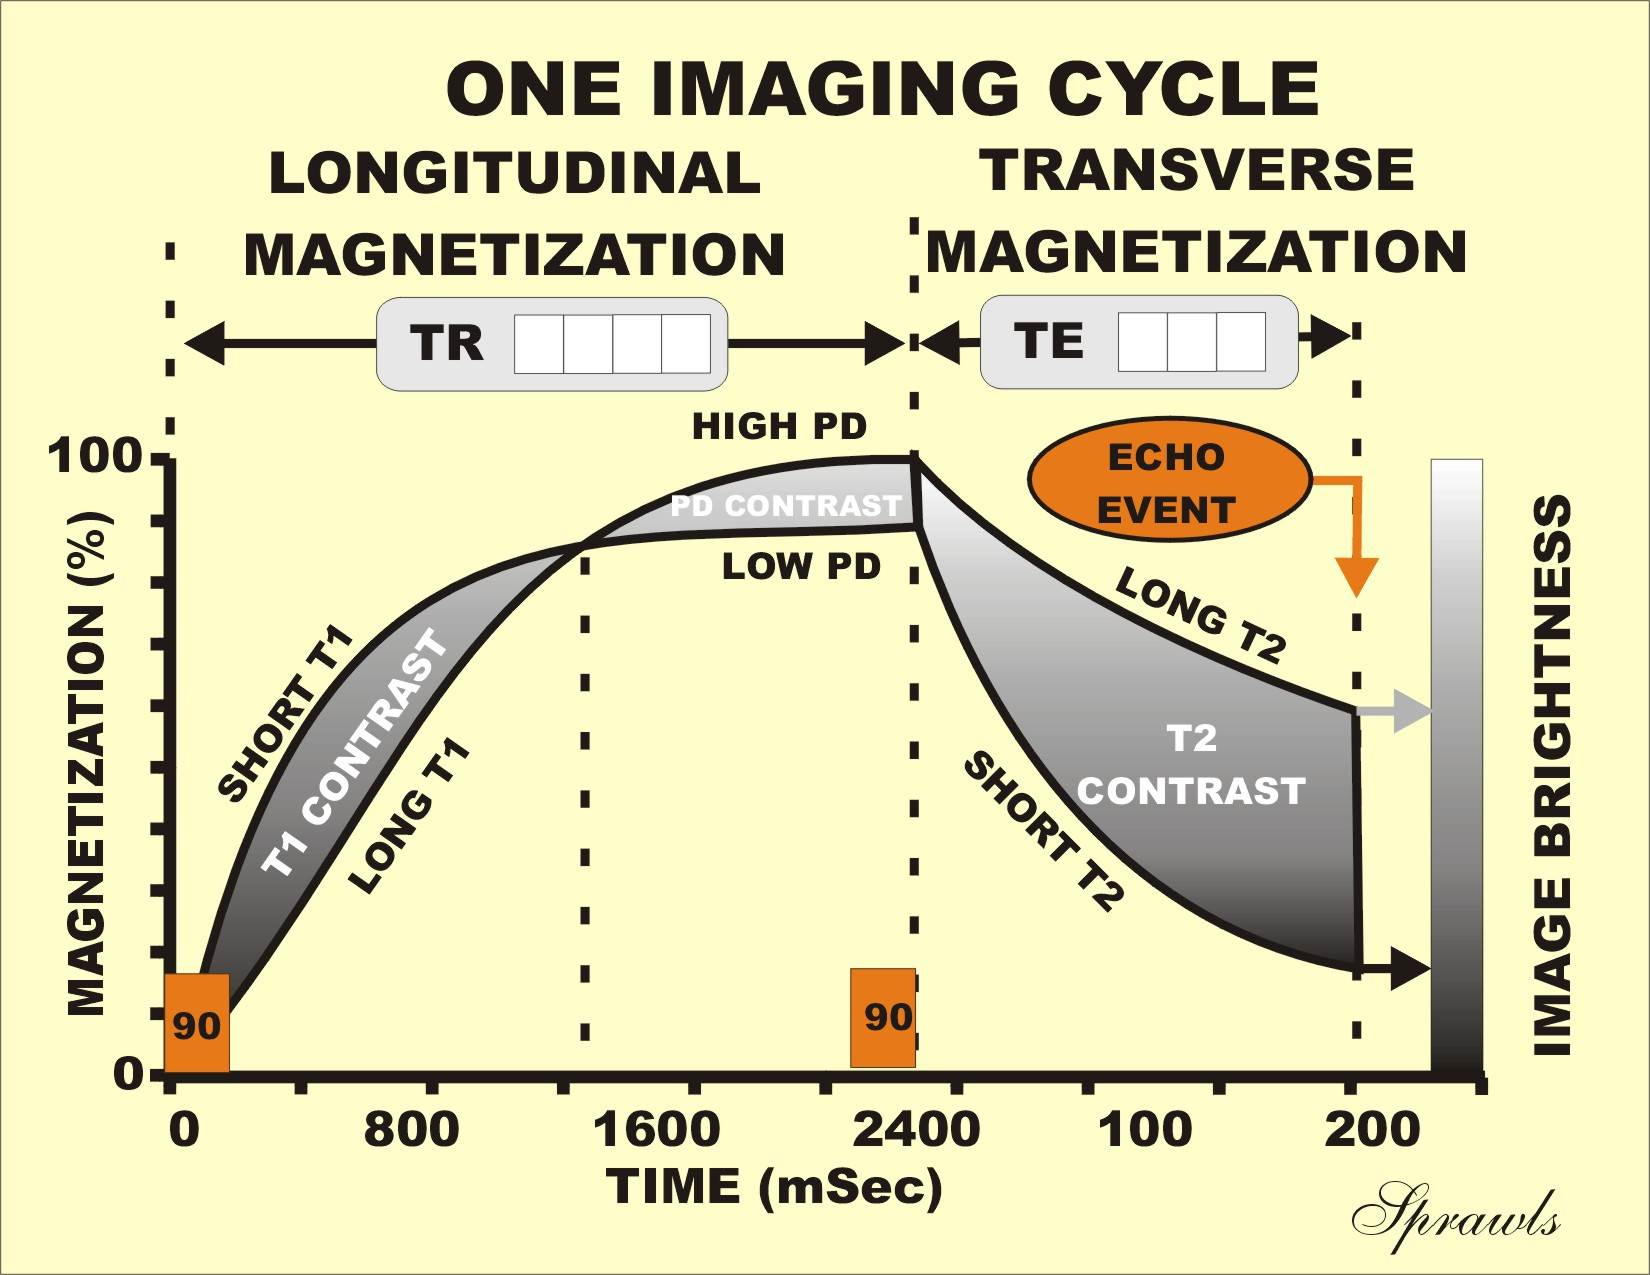 ONE IMAGING CYCLE
LONGITUDINAL
MAGNETIZATION
TRANSVERSE
MAGNETIZATION
TR
TE
HIGH PD
PD CONTRAST
LOW PD
ECHO
EVENT
100
MAGNETIZATION (%)
0
SHORT T1
T1 CONTRAST
LONG T1
LONG T2
T2
CONTRAST
SHORT T2
IMAGE BRIGHTNESS
90
90
0 800 1600 2400 100 200
TIME (mSec)
Sprawls